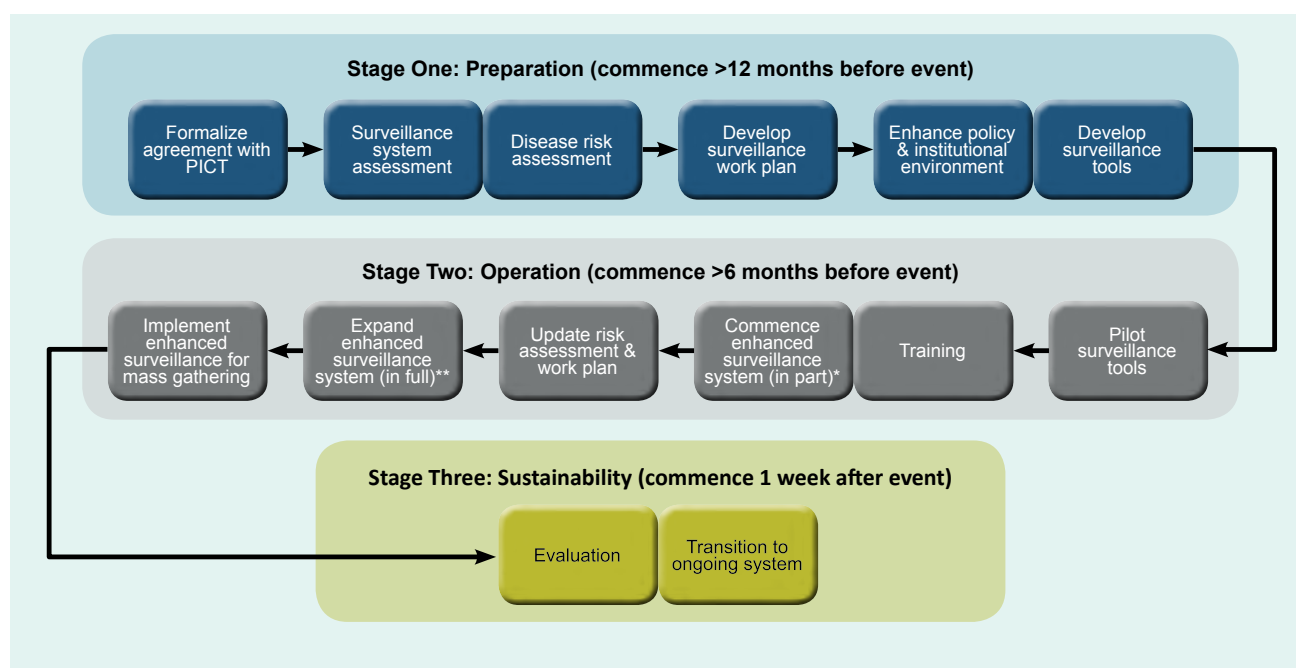 Stage One: Preparation (commence >12 months before event)
Formalize
agreement with
PICT
Surveillance
system
assessment
Disease risk
assessment
Develop
surveillance
work plan
Enhance policy
& institutional
environment
Develop
surveillance
tools
Stage Two: Operation (commence >6 months before event)
Implement
enhanced
surveillance for
mass gathering
Expand
enhanced
surveillance
system (in full)**
Update risk
assessment &
work plan
Commence
enhanced
surveillance
system (in part)*
Training
Pilot
surveillance
tools
Stage Three: Sustainability (commence 1 week after event)
Evaluation
Transition to
ongoing system